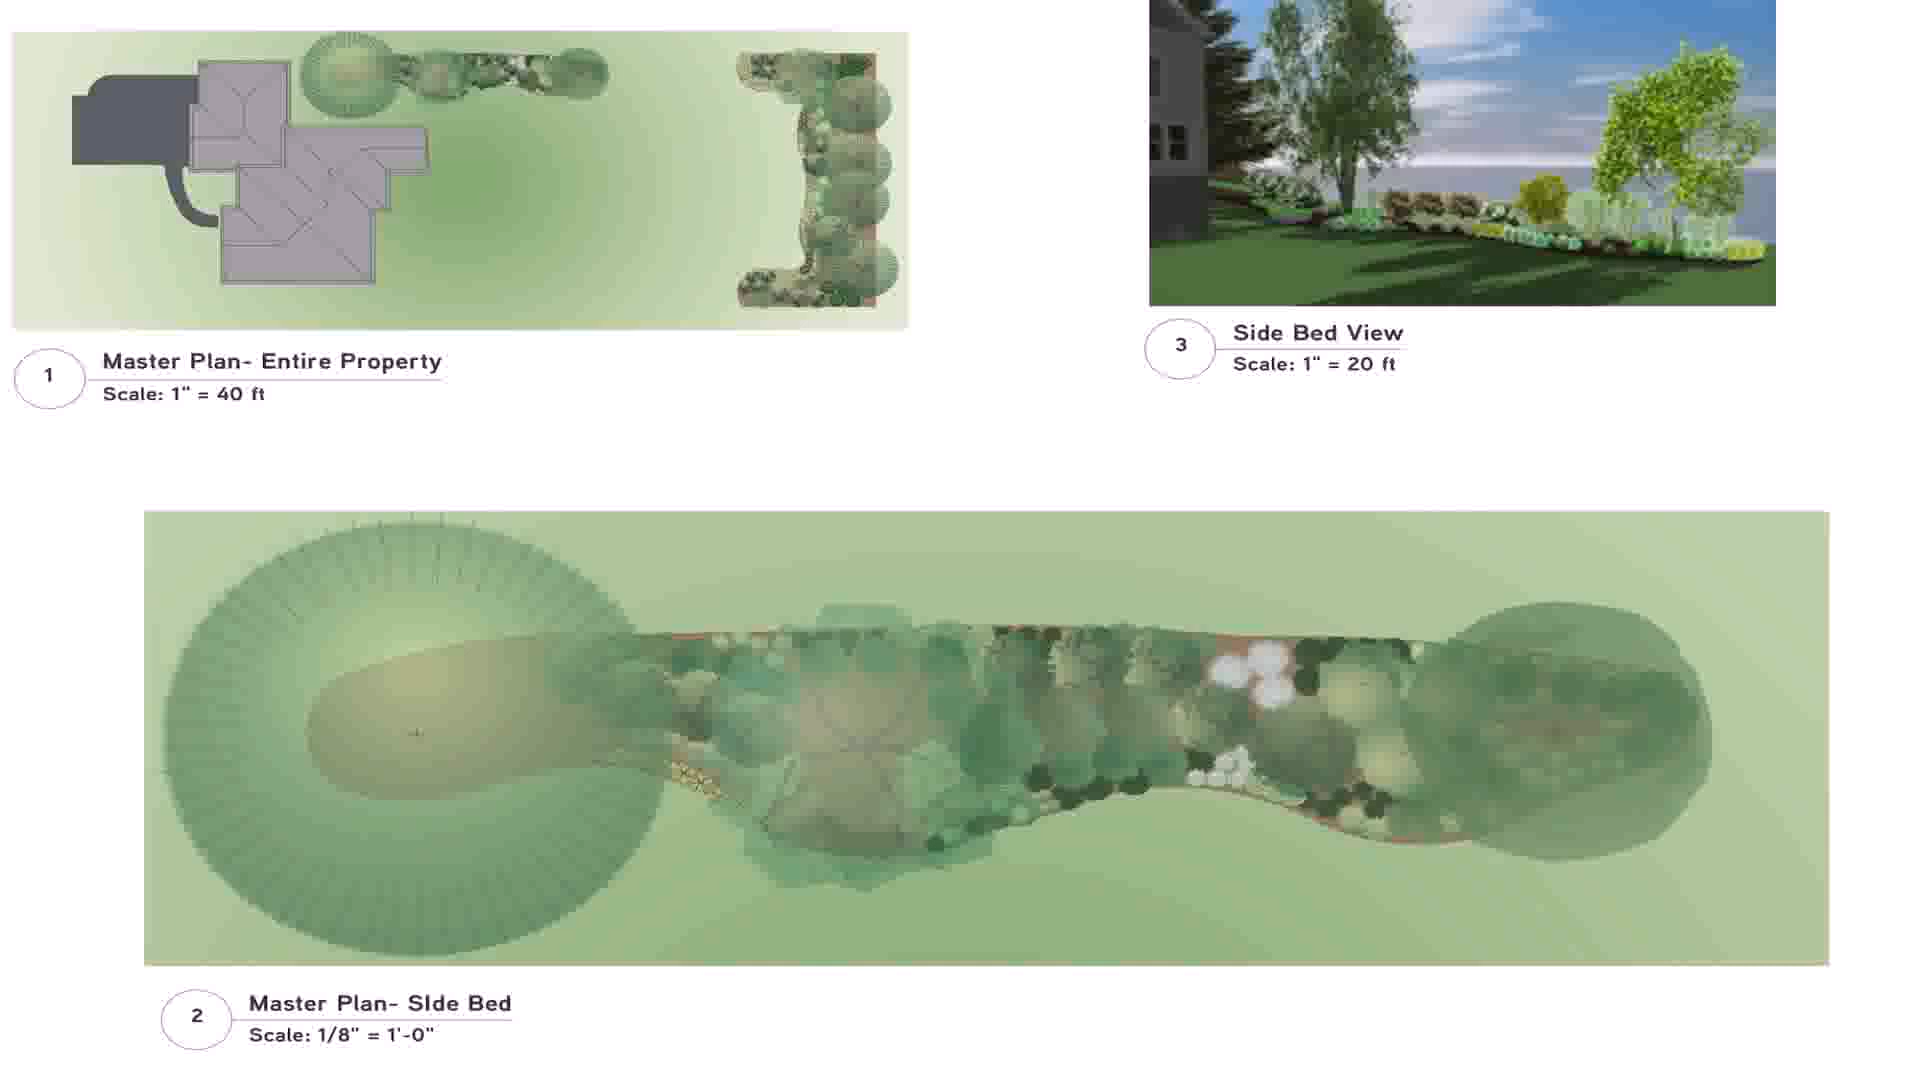 1
Master Plan- Entire Property
Scale: 1" = 40 ft
3
Side Bed View
Scale: 1" = 20 ft
2
Master Plan- SIde Bed
Scale: 1/8" = 1'-0"